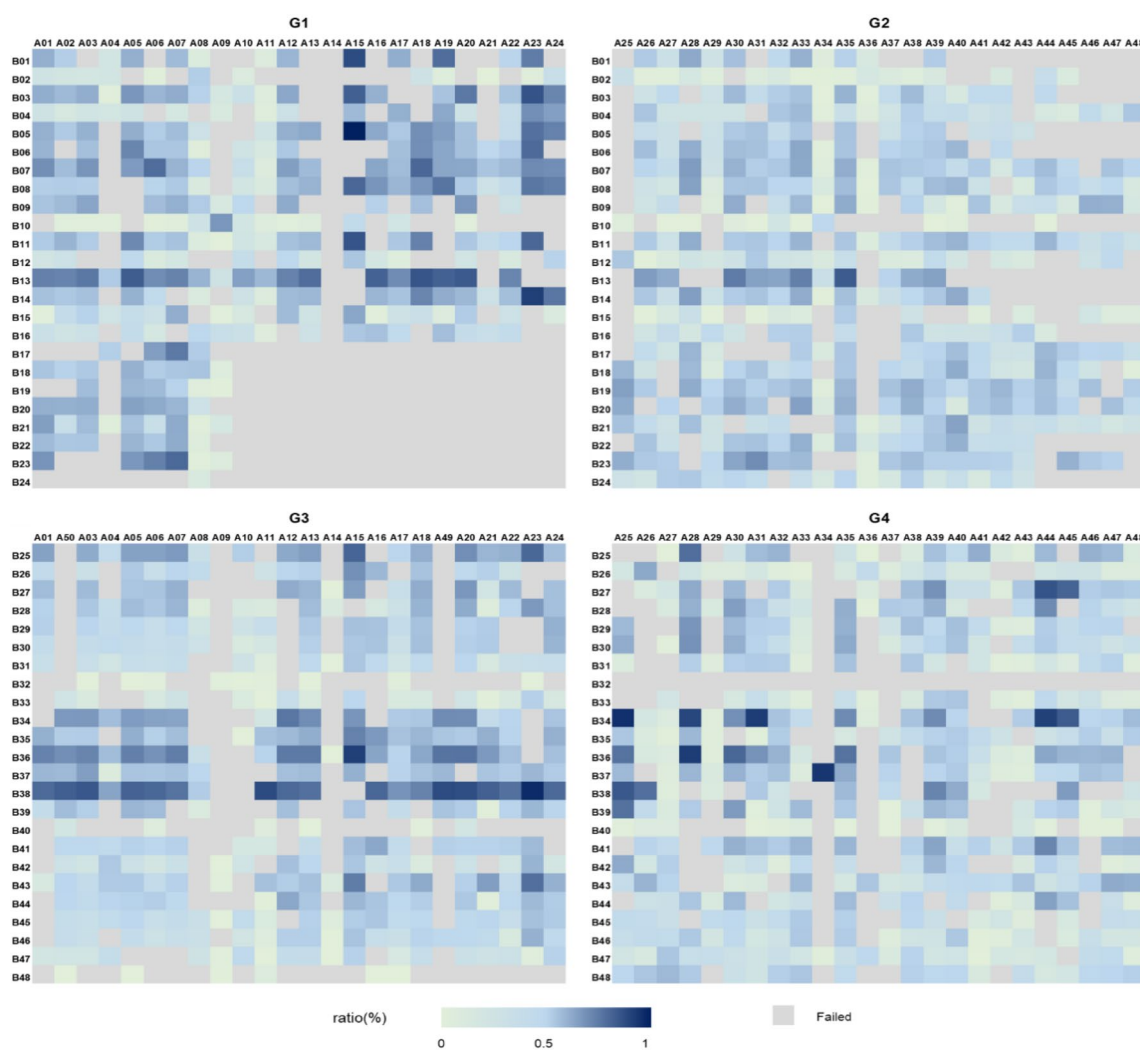 G1
A01 A02 A03 A04 A05 A06 A07 A08 A09 A10 A11 A12 A13 A14 A15 A16 A17 A18 A19 A20 A21 A22 A23 A24
B01
B02
B03
B04
B05
B06
B07
B08
B09
B10
B11
B12
B13
B14
B15
B16
B17
B18
B19
B20
B21
B22
B23
B24
G2
A25 A26 A27 A28 A29 A30 A31 A32 A33 A34 A35 A36 A37 A38 A39 A40 A41 A42 A43 A44 A45 A46 A47
B01
B02
B03
B04
B05
B06
B07
B08
B09
B10
B11
B12
B13
B14
B15
B16
B17
B18
B19
B20
B21
B22
B23
B24
G3
A01 A50 A03 A04 A05 A06 A07 A08 A09 A10 A11 A12 A13 A14 A15 A16 A17 A18 A49 A20 A21 A22 A23 A24
B25
B26
B27
B28
B29
B30
B31
B32
B33
B34
B35
B36
B37
B38
B39
B40
B41
B42
B43
B44
B45
B46
B47
B48
G4
A25 A26 A27 A28 A29 A30 A31 A32 A33 A34 A35 A36 A37 A38 A39 A40 A41 A42 A43 A44 A45 A46 A47
B25
B26
B27
B28
B29
B30
B31
B32
B33
B34
B35
B36
B37
B38
B39
B40
B41
B42
B43
B44
B45
B46
B47
B48
ratio(%)
0 0.5 1
Failed